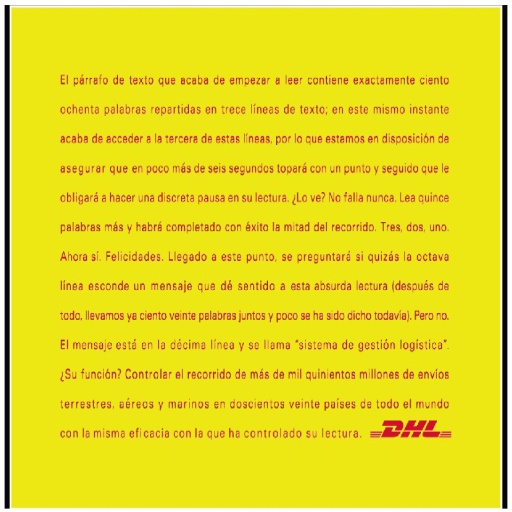 El párrafo de texto que acaba de empezar a leer contiene exactamente ciento
ochenta palabras repartidas en trece líneas de texto; en este mismo instante
acaba de acceder a la tercera de estas líneas, por lo que estamos en disposición de
asegurar que en poco más de seis segundos topará con un punto y seguido que le
obligará a hacer una discreta pausa en su lectura. ¿Lo ve? No falla nunca. Lea quince
palabras más y habrá completado con éxito la mitad del recorrido. Tres, dos, uno.
Ahora sí. Felicidades. Llegado a este punto, se preguntará si quizás la octava
línea esconde un mensaje que dé sentido a esta absurda lectura (después de
todo, llevamos ya ciento veinte palabras juntos y poco se ha sido dicho todavía). Pero no.
El mensaje está en la décima línea y se llama “sistema de gestión logística”.
¿Su función? Controlar el recorrido de más de mil quinientos millones de envíos
terrestres, aéreos y marinos en doscientos veinte países de todo el mundo
con la misma eficacia con la que ha controlado su lectura. DHL